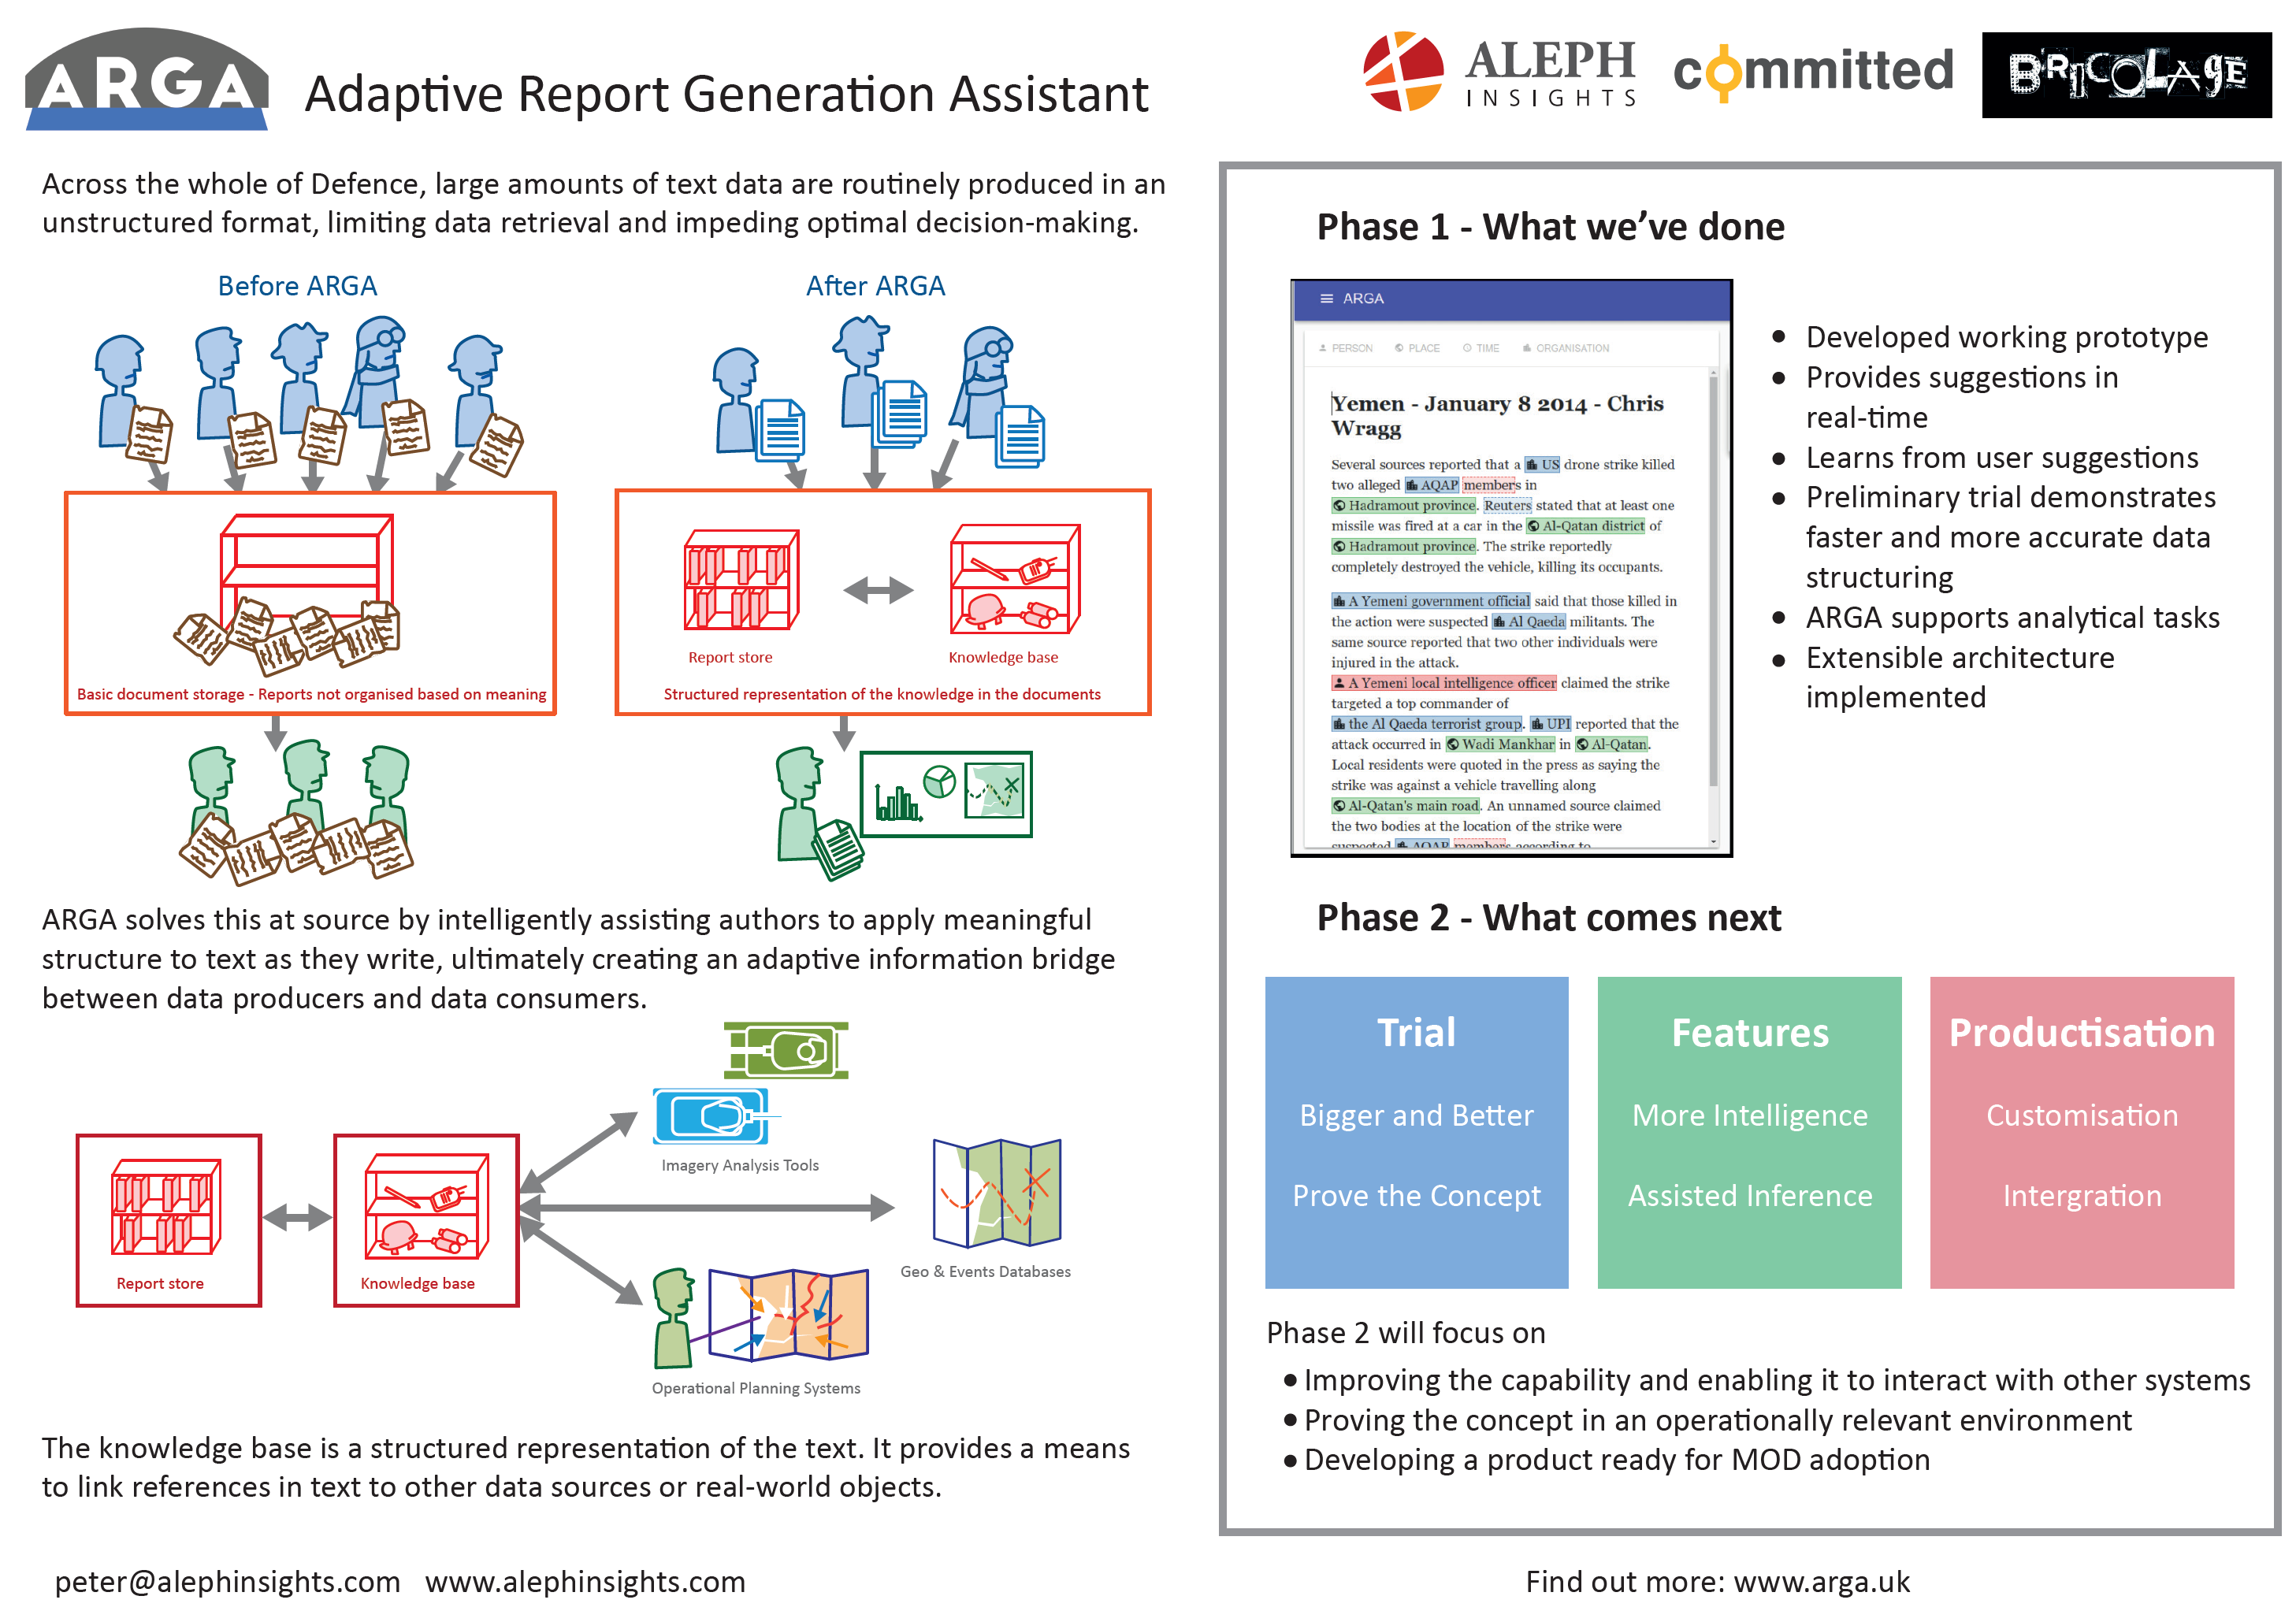 ARGA
Adaptive Report Generation Assistant
ALEPH
INSIGHTS
committed
BRICOLAGE
Across the whole of Defence, large amounts of text data are routinely produced in an
unstructured format, limiting data retrieval and impeding optimal decision-making.
Before ARGA
After ARGA
Basic document storage - Reports not organised based on meaning
Report store
Knowledge base
Structured representation of the knowledge in the documents
ARGA solves this at source by intelligently assisting authors to apply meaningful
structure to text as they write, ultimately creating an adaptive information bridge
between data producers and data consumers.
Report store
Knowledge base
Imagery Analysis Tools
Geo & Events Databases
Operational Planning Systems
The knowledge base is a structured representation of the text. It provides a means
to link references in text to other data sources or real-world objects.
Phase 1 - What we've done
ARGA
PERSON PLACE TIME ORGANISATION
Yemen - January 8 2014 - Chris
Wragg
Several sources reported that a US drone strike killed
two alleged AQAP members in
Hadramout province. Reuters stated that at least one
missile was fired at a car in the Al-Qatan district of
Hadramout province. The strike reportedly
completely destroyed the vehicle, killing its occupants.
A Yemeni government official said that those killed in
the action were suspected Al Qaeda militants. The
same source reported that two other individuals were
injured in the attack.
A Yemeni local intelligence officer claimed the strike
targeted a top commander of
the Al Qaeda terrorist group. UPI reported that the
attack occurred in Wadi Mankhar in Al-Qatan.
Local residents were quoted in the press as saying the
strike was against a vehicle travelling along
Al-Qatan's main road. An unnamed source claimed
the two bodies at the location of the strike were
suspected AQAP members according to
• Developed working prototype
• Provides suggestions in
real-time
• Learns from user suggestions
• Preliminary trial demonstrates
faster and more accurate data
structuring
• ARGA supports analytical tasks
• Extensible architecture
implemented
Phase 2 - What comes next
Trial
Bigger and Better
Prove the Concept
Features
More Intelligence
Assisted Inference
Productisation
Customisation
Intergration
Phase 2 will focus on
• Improving the capability and enabling it to interact with other systems
• Proving the concept in an operationally relevant environment
• Developing a product ready for MOD adoption
peter@alephinsights.com www.alephinsights.com
Find out more: www.arga.uk